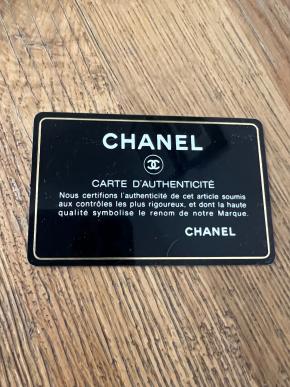 CHANEL
CARTE D'AUTHENTICITÉ
Nous certifions l'authenticité de cet article soumis
aux contrôles les plus rigoureux, et dont la haute
qualité symbolise le renom de notre Marque.
CHANEL